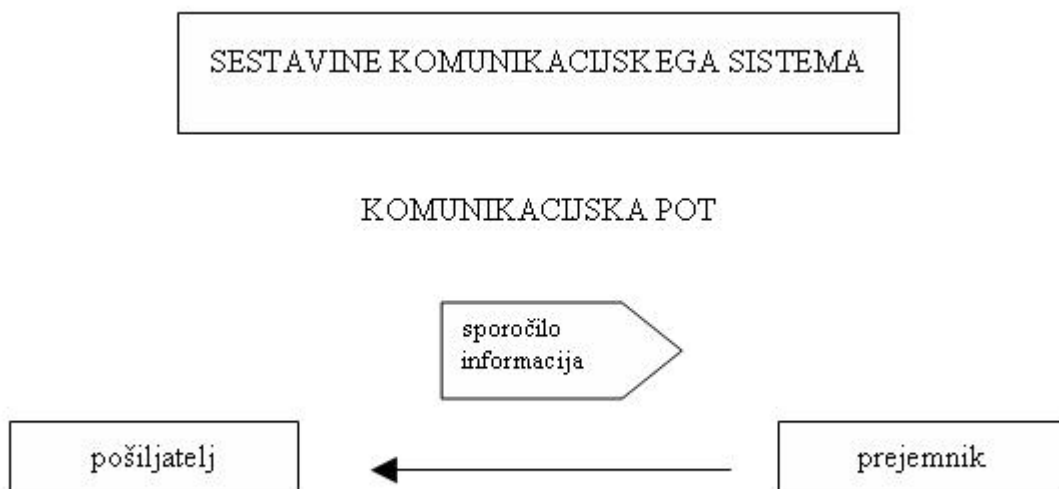 SESTAVINE KOMUNIKACIJSKEGA SISTEMA
KOMUNIKACIJSKA POT
sporočilo
informacija
pošiljatelj
prejemnik